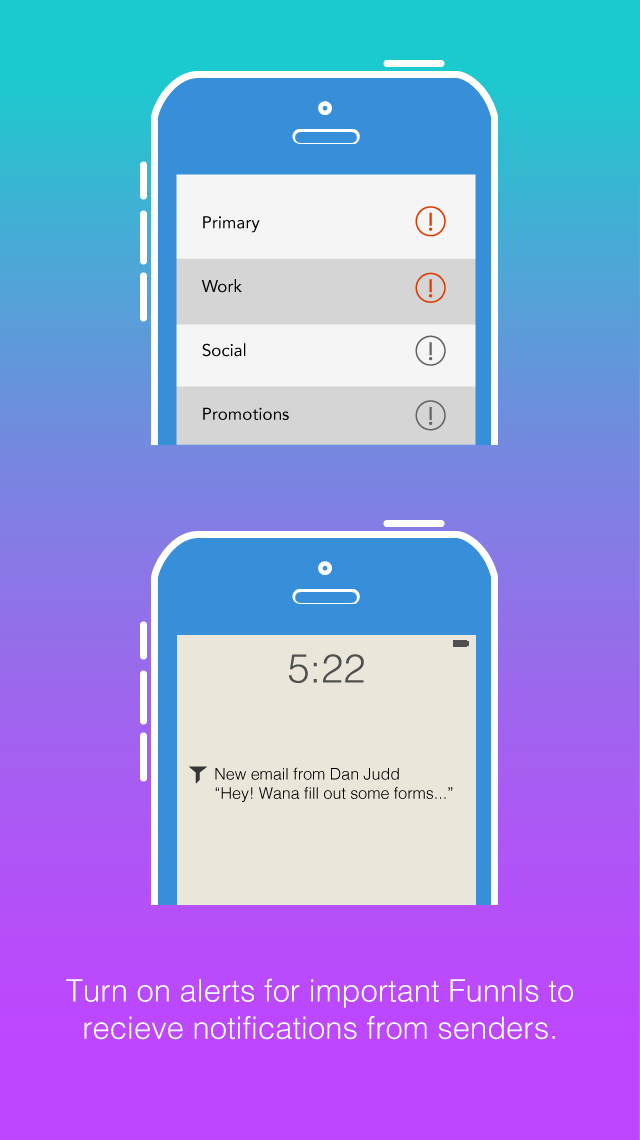 Primary
Work
Social
Promotions
5:22
New email from Dan Judd
“Hey! Wana fill out some forms...”
Turn on alerts for important Funnls to
recieve notifications from senders.